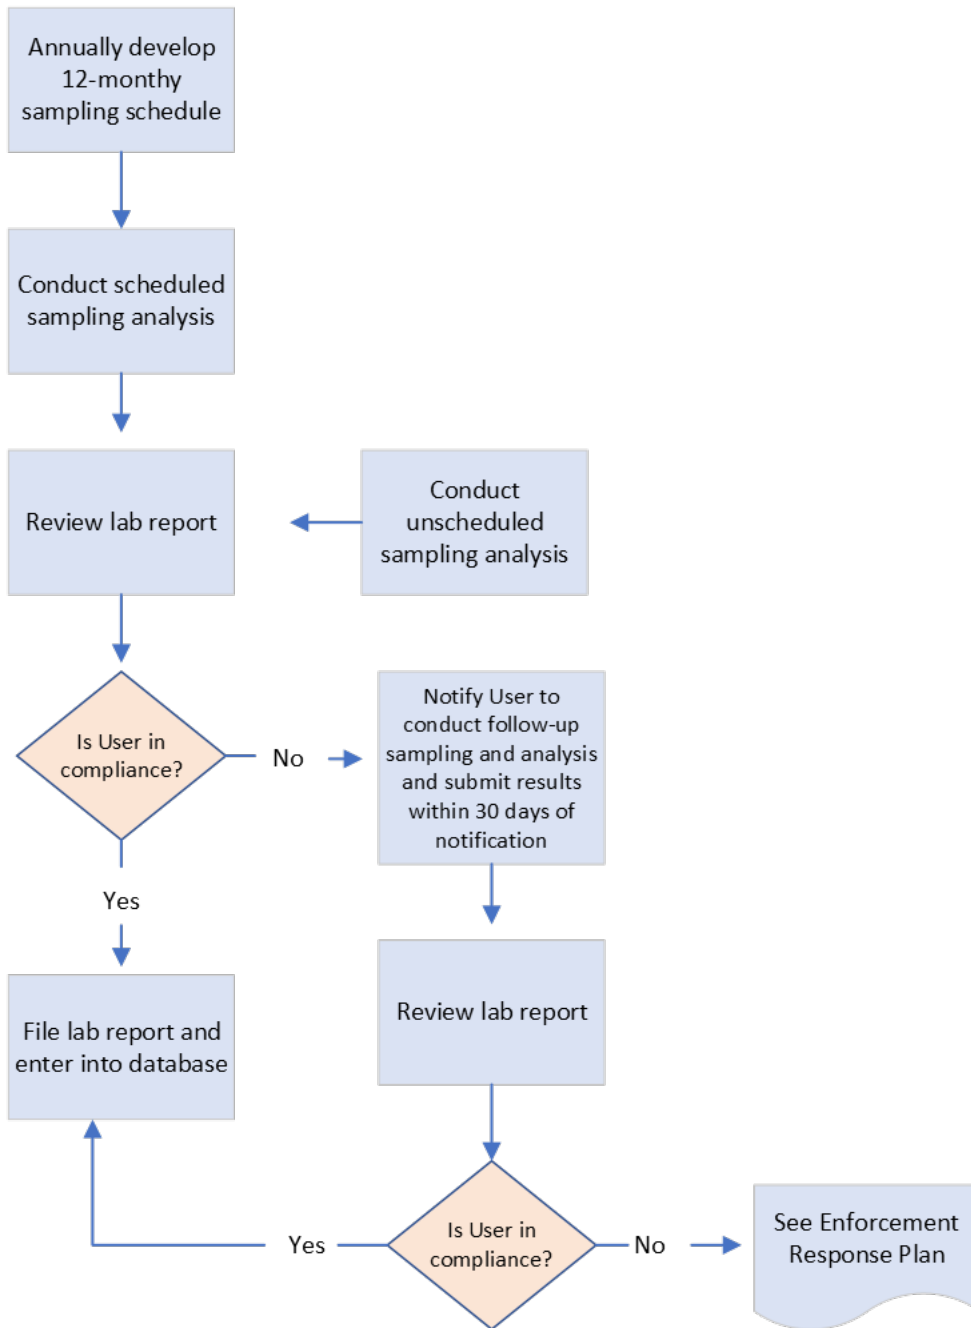 Annually develop
12-monthy
sampling schedule
Conduct scheduled
sampling analysis
Review lab report
Conduct
unscheduled
sampling analysis
Is User in
compliance?
No
Notify User to
conduct follow-up
sampling and analysis
and submit results
within 30 days of
notification
Yes
File lab report and
enter into database
Review lab report
Is User in
compliance?
Yes
No
See Enforcement
Response Plan